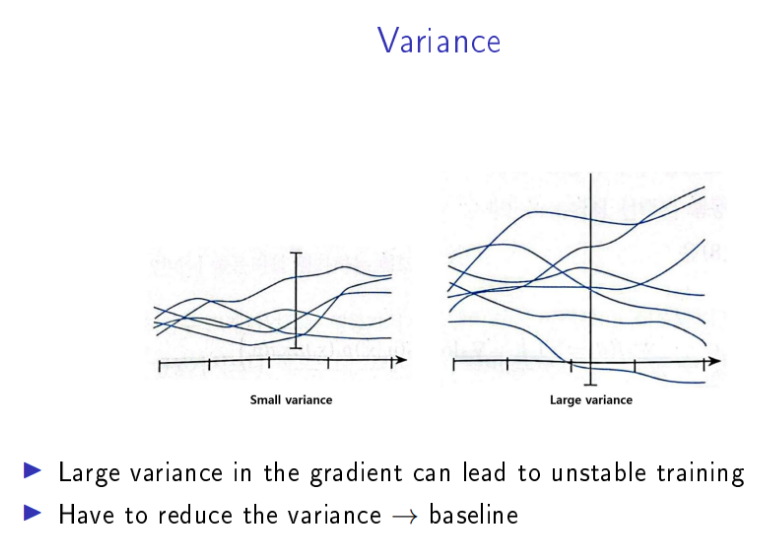 Variance
Small variance
Large variance
▶ Large variance in the gradient can lead to unstable training
▶ Have to reduce the variance → baseline